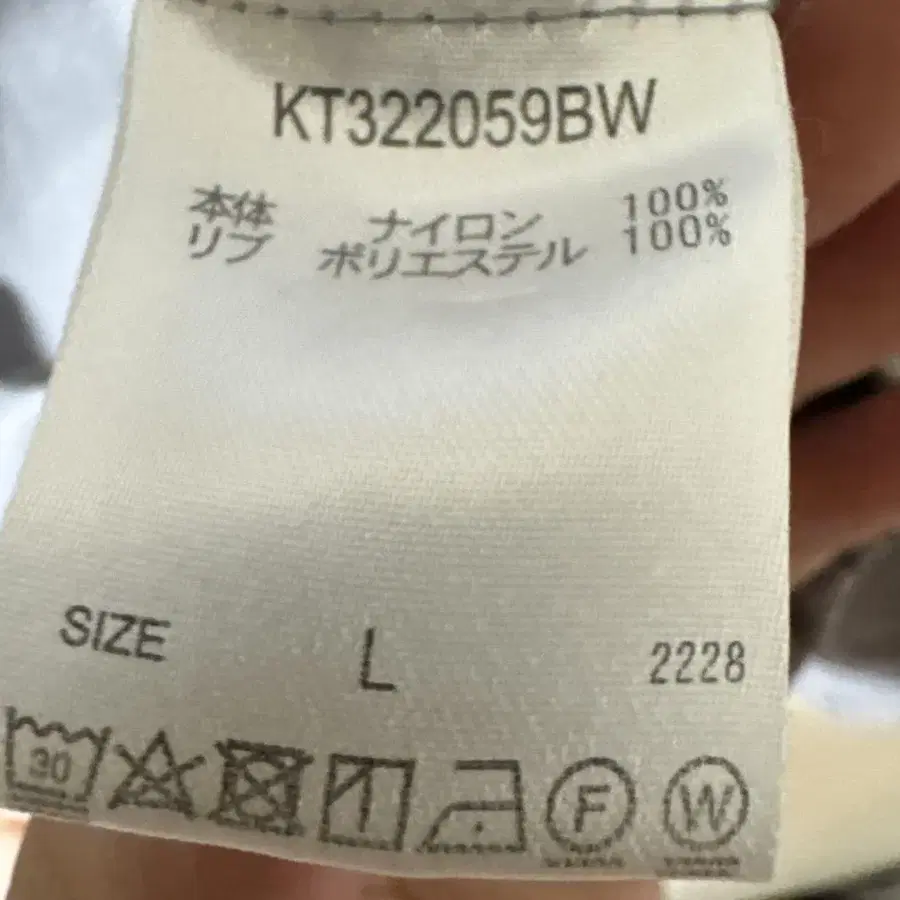 KT322059BW
本体 ナイロン 100%
リブ ポリエステル 100%
SIZE L 2228
30 F W